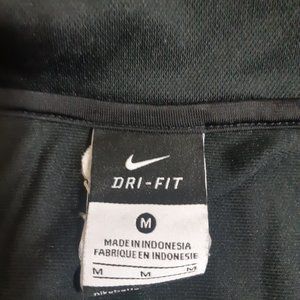 DRI-FIT
M
MADE IN INDONESIA
FABRIQUE EN INDONESIE
M M M